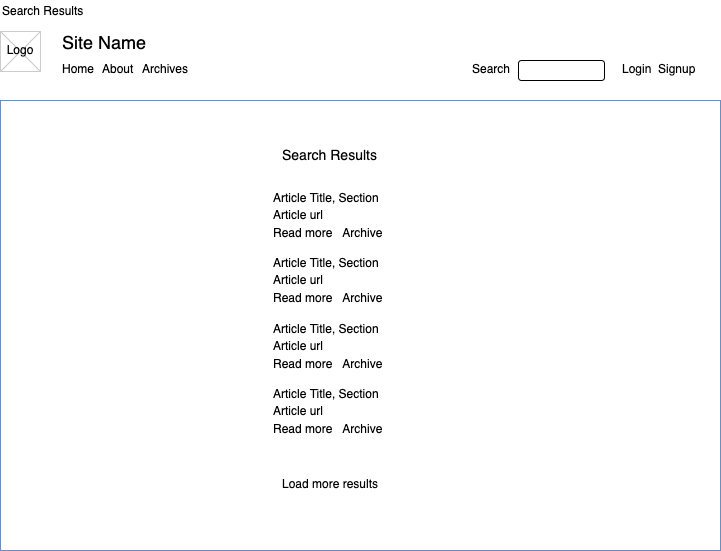 Search Results
Logo
Site Name
Home About Archives
Search
Login Signup
Search Results
Article Title, Section
Article url
Read more Archive
Article Title, Section
Article url
Read more Archive
Article Title, Section
Article url
Read more Archive
Article Title, Section
Article url
Read more Archive
Load more results